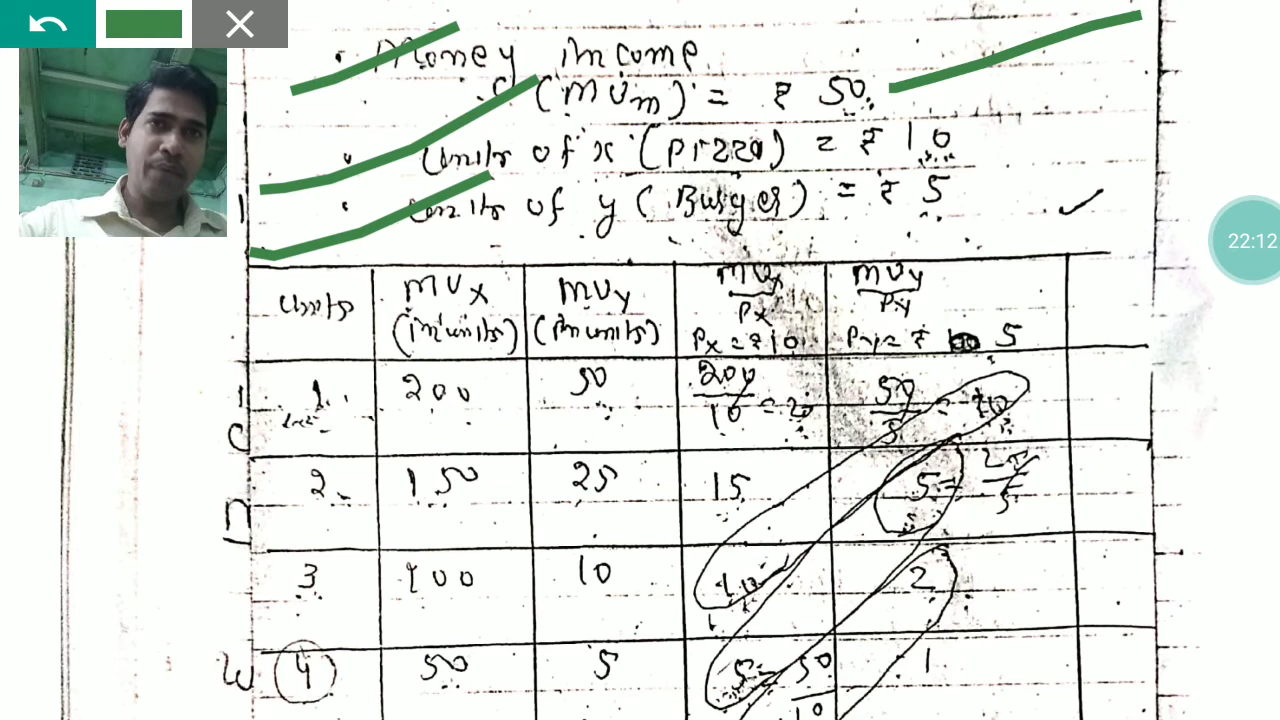 Money income
(MUm) = ₹ 50
Units of x (Pizza) = ₹ 10
Units of y (Burger) = ₹ 5
22:12
Units MUx (in units) MUy (in units) MUx/Px Px = ₹ 10 MUy/Py Py = ₹ 5
1 200 50 200/10 = 20 50/5 = 10
2 150 25 15 5 = 25/5
3 100 10 10 2
4 50 5 5 = 50/10 1